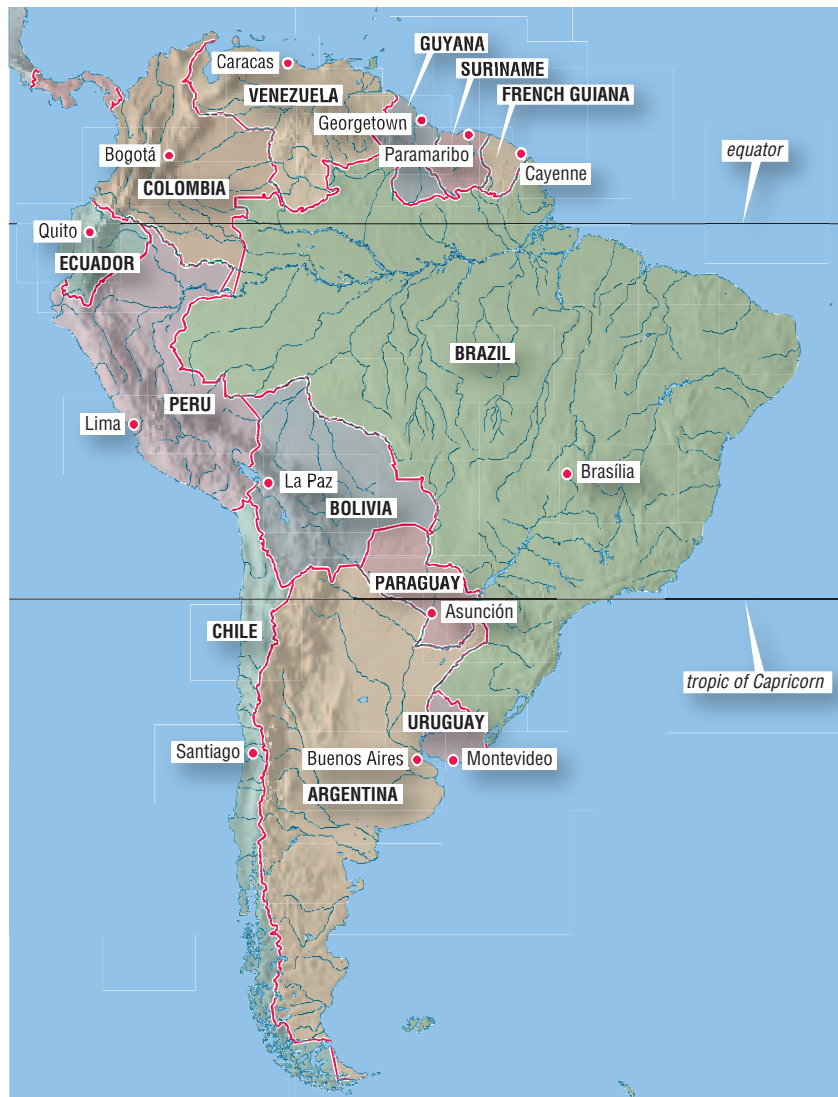 GUYANA
Caracas
SURINAME
VENEZUELA
FRENCH GUIANA
Georgetown
Bogotá
Paramaribo
equator
Cayenne
COLOMBIA
Quito
ECUADOR
BRAZIL
PERU
Lima
Brasília
La Paz
BOLIVIA
PARAGUAY
Asunción
CHILE
tropic of Capricorn
URUGUAY
Santiago
Buenos Aires
Montevideo
ARGENTINA